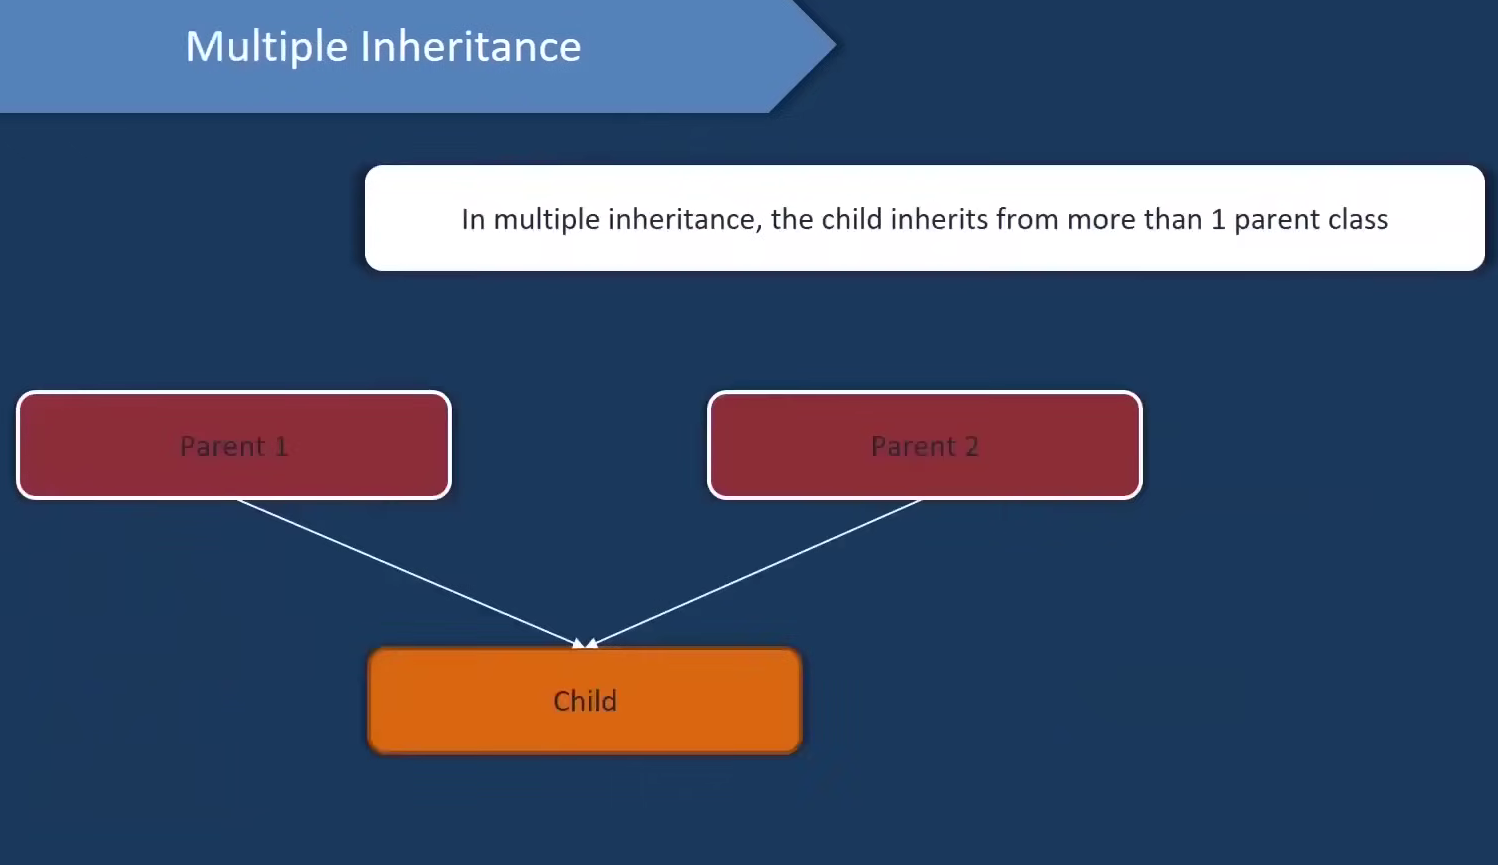 Multiple Inheritance
In multiple inheritance, the child inherits from more than 1 parent class
Parent 1
Parent 2
Child